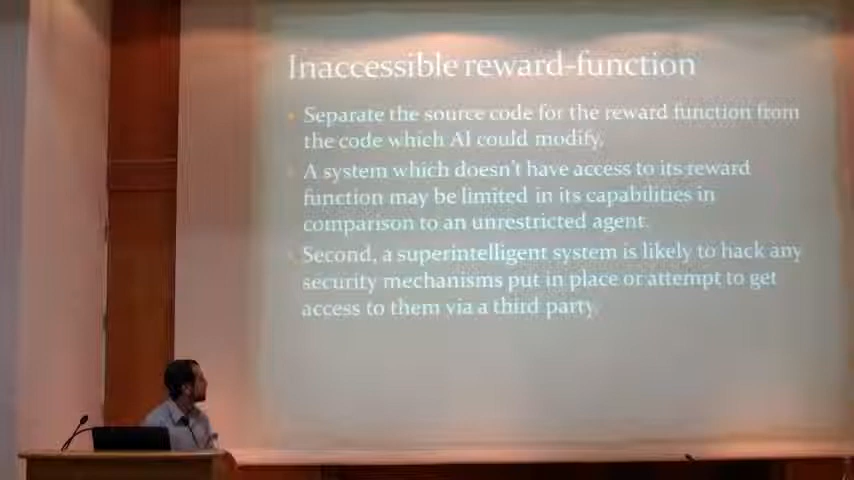 Inaccessible reward-function
• Separate the source code for the reward function from
the code which AI could modify.
• A system which doesn't have access to its reward
function may be limited in its capabilities in
comparison to an unrestricted agent.
• Second, a superintelligent system is likely to hack any
security mechanisms put in place or attempt to get
access to them via a third party.